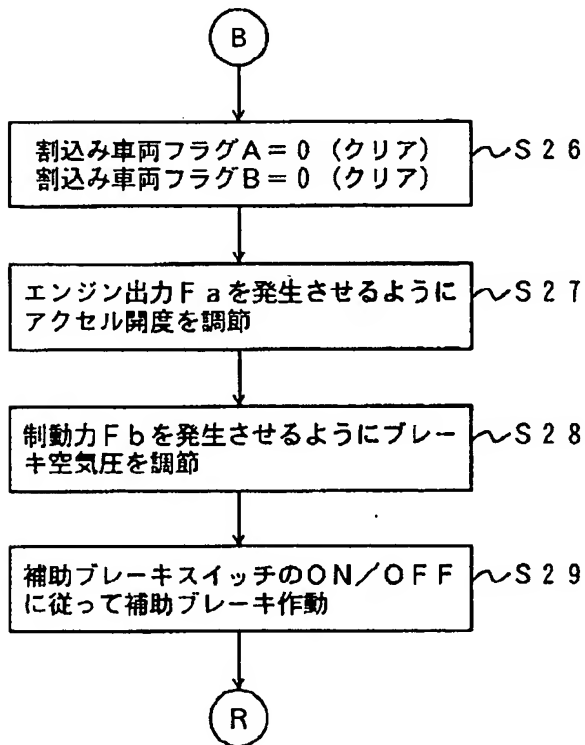 B
割込み車両フラグA=0 (クリア)
割込み車両フラグB=0 (クリア)
S26
エンジン出力Faを発生させるように
アクセル開度を調節
S27
制動力Fbを発生させるようにブレー
キ空気圧を調節
S28
補助ブレーキスイッチのON/OFF
に従って補助ブレーキ作動
S29
R